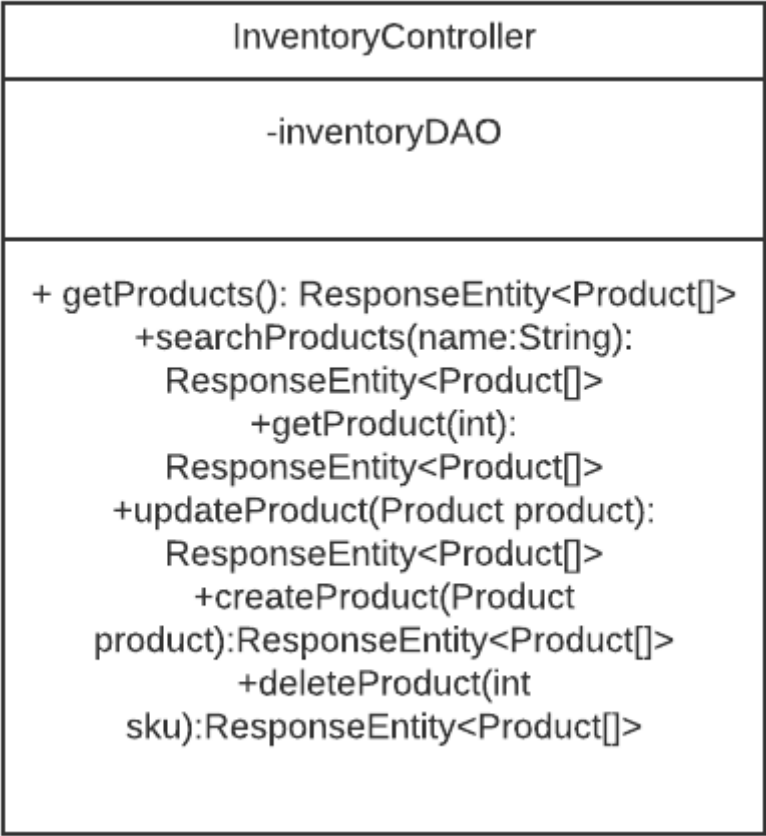 InventoryController
-inventoryDAO
+ getProducts(): ResponseEntity<Product[]>
+searchProducts(name:String):
ResponseEntity<Product[]>
+getProduct(int):
ResponseEntity<Product[]>
+updateProduct(Product product):
ResponseEntity<Product[]>
+createProduct(Product
product):ResponseEntity<Product[]>
+deleteProduct(int
sku):ResponseEntity<Product[]>